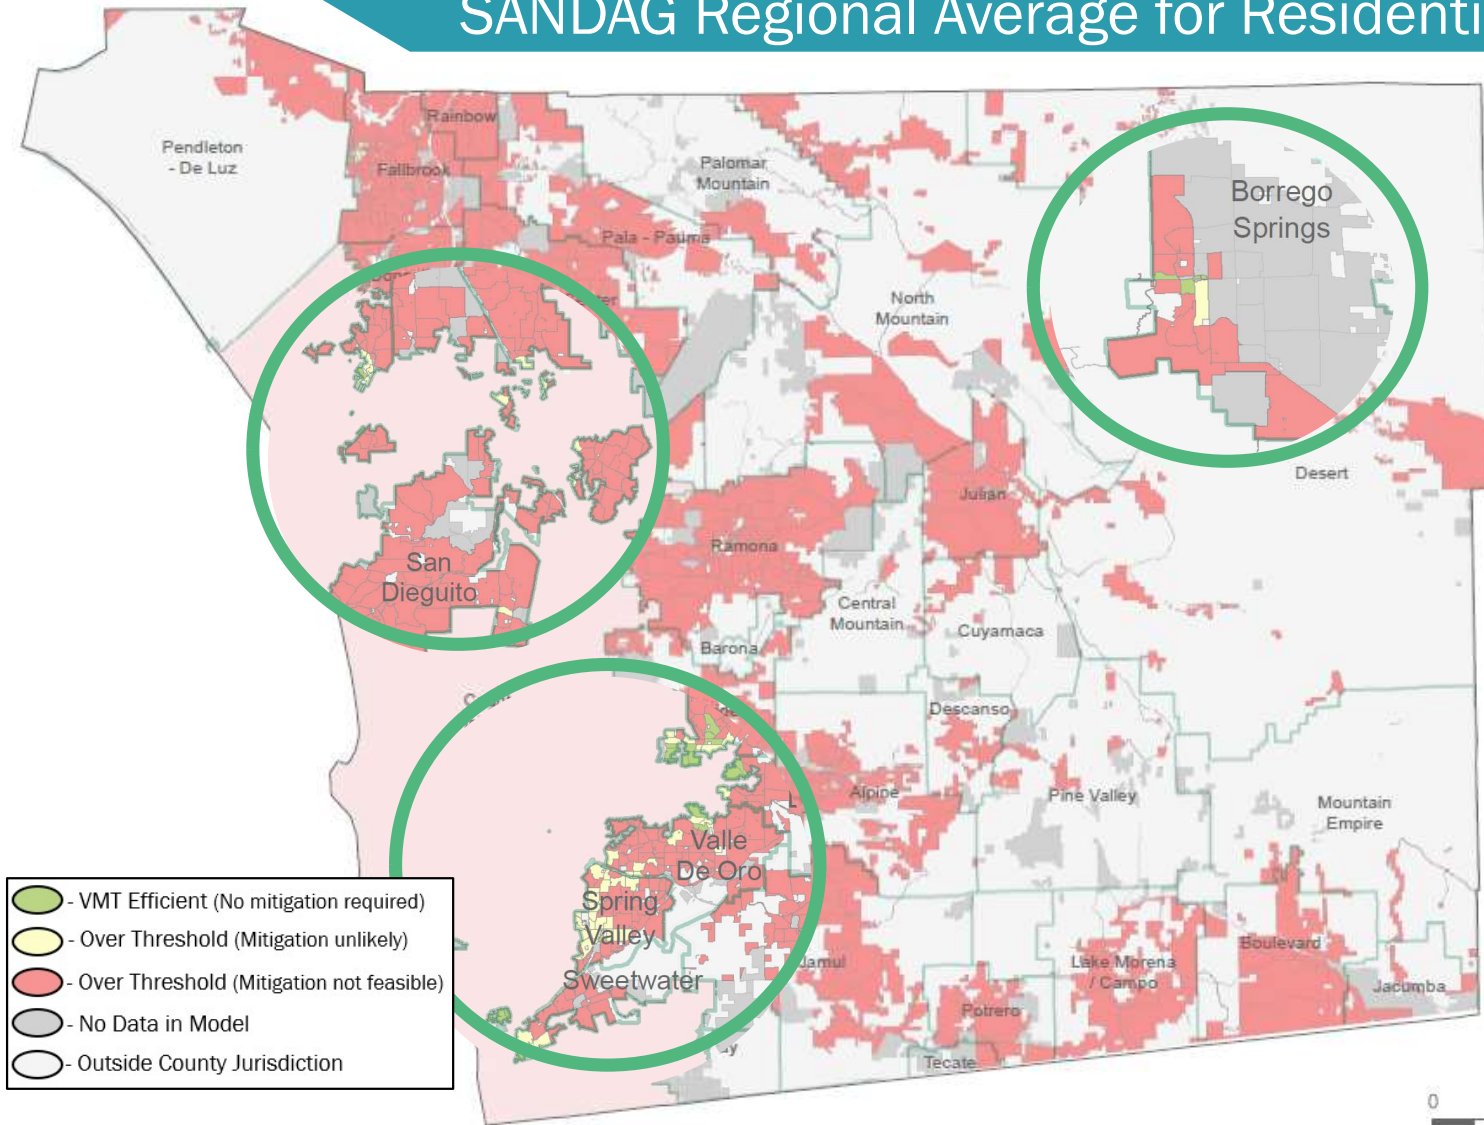 SANDAG Regional Average for Residenti
Rainbow
Pendleton
- De Luz
Fallbrook
Palomar
Mountain
Borrego
Springs
Pala - Pauma
North
Mountain
Desert
Julian
Ramona
San
Dieguito
Central
Mountain
Cuyamaca
Barona
Descanso
Alpine
Pine Valley
Mountain
Empire
Valle
De Oro
Spring
Valley
Sweetwater
Jamul
Lake Morena
/ Campo
Boulevard
Jacumba
Potrero
Tecate
- VMT Efficient (No mitigation required)
- Over Threshold (Mitigation unlikely)
- Over Threshold (Mitigation not feasible)
- No Data in Model
- Outside County Jurisdiction
0